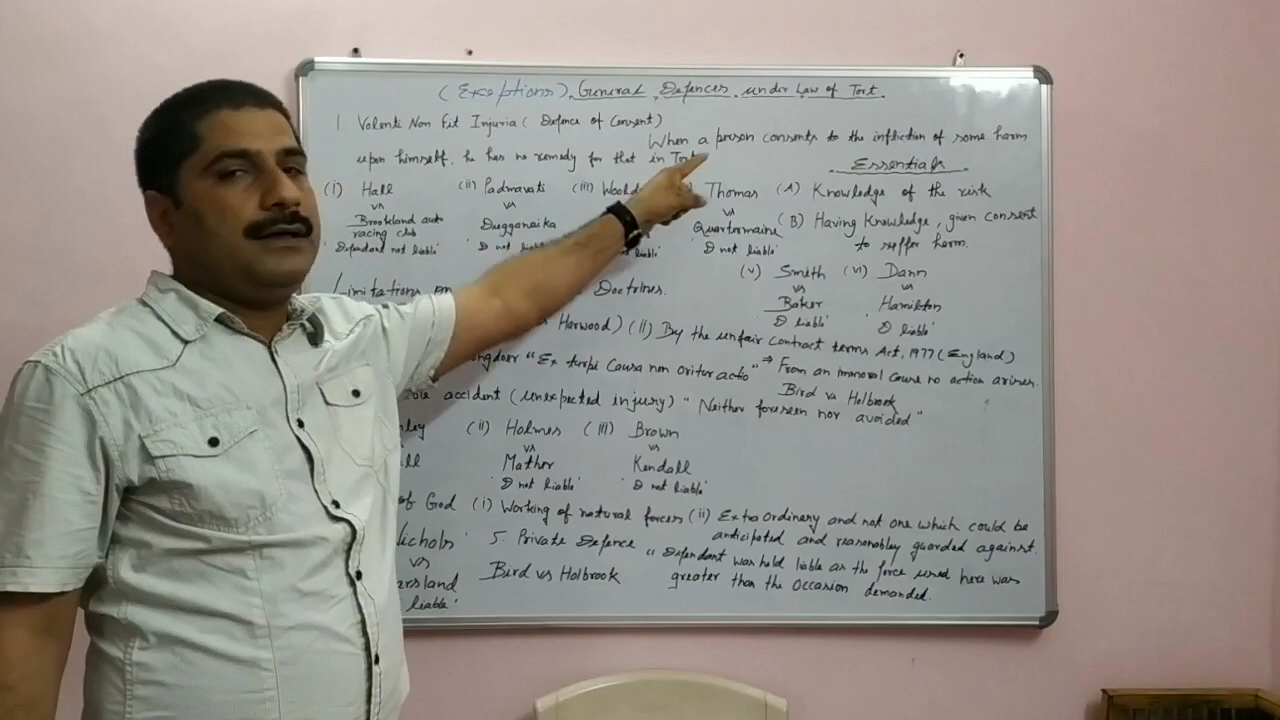 (Exceptions) General Defences under Law of Tort
1. Volenti Non Fit Injuria (Defence of Consent)
When a person consents to the infliction of some harm
upon himself, he has no remedy for that in Tort
Essentials
(i) Hall (ii) Padmavati (iii) Woold Thomas (A) Knowledge of the risk
vs vs vs
Brookland auto Dugganaika Quartermaine (B) Having Knowledge, given consent
racing club to suffer harm.
'Defendant not liable' 'D not liable' 'D not liable'
(v) Smith (vi) Dann
vs vs
Baker Hamilton
'D liable' 'D liable'
Limitations on Doctrines.
Harwood) (ii) By the unfair contract terms Act, 1977 (England)
ongdoer "Ex turpi Causa non oritur actio" ⇒ From an immoral cause no action arises.
Bird vs Holbrook
accident (unexpected injury) "Neither foreseen nor avoided"
(ii) Holmes (iii) Brown
vs vs
Mather Kendall
'D not liable' 'D not liable'
of God (i) Working of natural forces (ii) Extraordinary and not one which could be
anticipated and reasonably guarded against.
icholas 5. Private Defence "Defendant was held liable as the force used here was
vs Bird vs Holbrook greater than the occasion demanded.
rsland
liable'